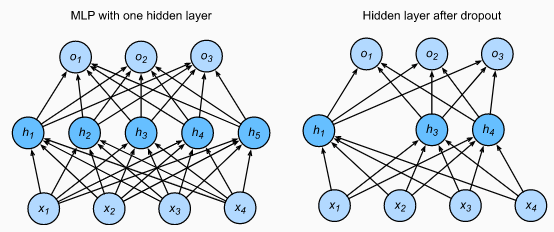 MLP with one hidden layer
Hidden layer after dropout
o1 o2 o3
o1 o2 o3
h1 h2 h3 h4 h5
h1 h3 h4
x1 x2 x3 x4
x1 x2 x3 x4